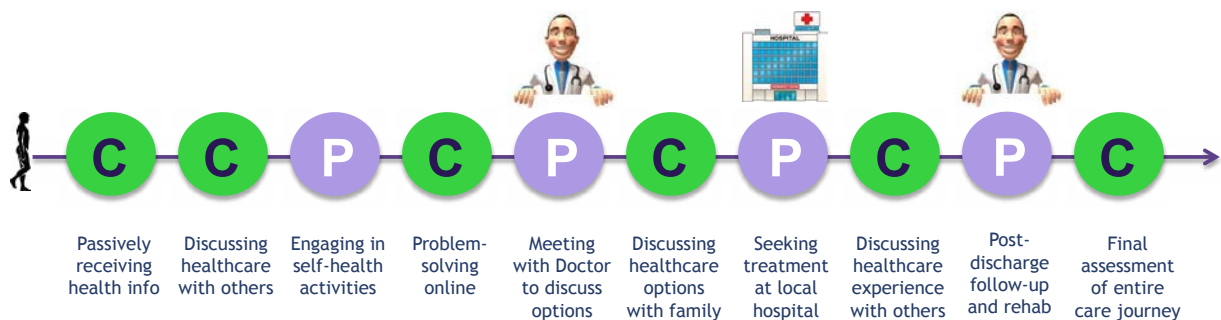 HOSPITAL
C
C
P
C
P
C
P
C
P
C
Passively
receiving
health info
Discussing
healthcare
with others
Engaging in
self-health
activities
Problem-
solving
online
Meeting
with Doctor
to discuss
options
Discussing
healthcare
options
with family
Seeking
treatment
at local
hospital
Discussing
healthcare
experience
with others
Post-
discharge
follow-up
and rehab
Final
assessment
of entire
care journey